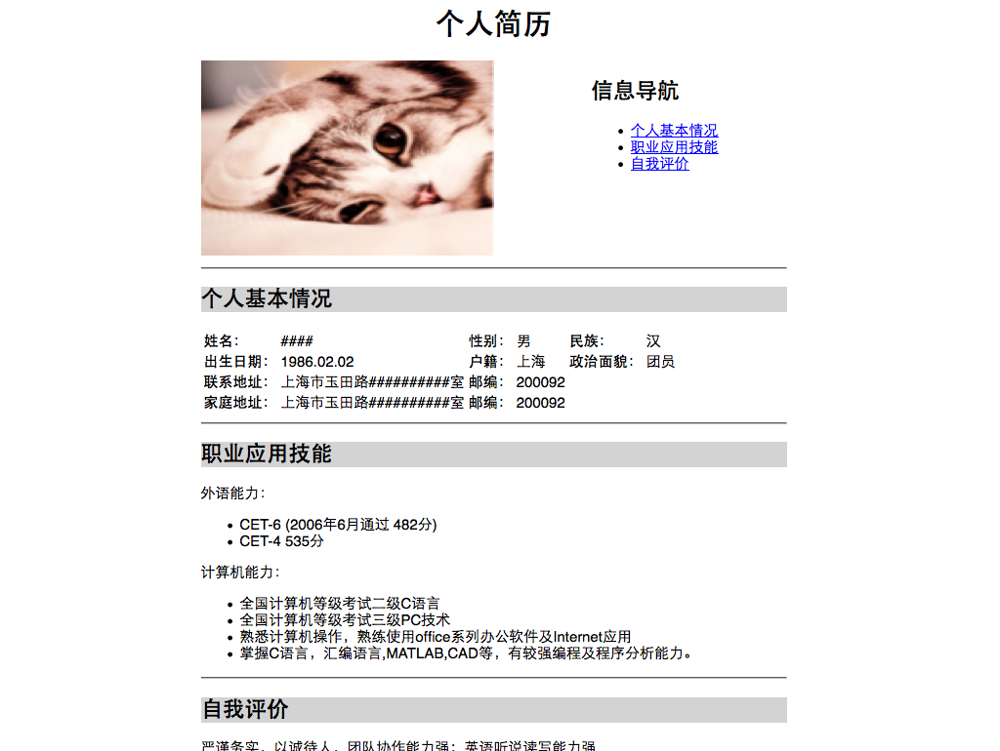 个人简历
信息导航
个人基本情况
职业应用技能
自我评价
个人基本情况
姓名： #### 性别： 男 民族： 汉
出生日期： 1986.02.02 户籍： 上海 政治面貌： 团员
联系地址： 上海市玉田路##########室 邮编： 200092
家庭地址： 上海市玉田路##########室 邮编： 200092
职业应用技能
外语能力：
CET-6 (2006年6月通过 482分)
CET-4 535分
计算机能力：
全国计算机等级考试二级C语言
全国计算机等级考试三级PC技术
熟悉计算机操作，熟练使用office系列办公软件及Internet应用
掌握C语言，汇编语言,MATLAB,CAD等，有较强编程及程序分析能力。
自我评价
严谨务实，以诚待人，团队协作能力强；英语听说读写能力强